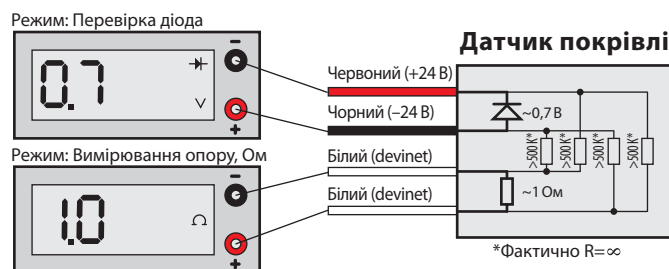 Режим: Перевірка діода
0.7
V
–
+
Режим: Вимірювання опору, Ом
1.0
Ω
–
+
Червоний (+24 В)
Чорний (–24 В)
Білий (devinet)
Білий (devinet)
Датчик покрівлі
~0,7 В
>500K*
>500K*
>500K*
>500K*
~1 Ом
*Фактично R=∞